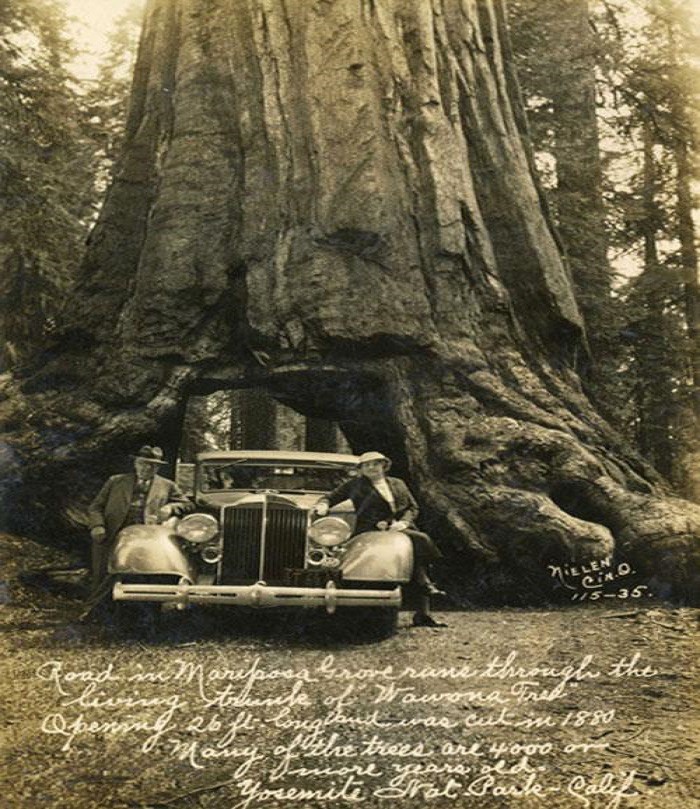 NIELEN
CIN. O.
115-35.
Road in Mariposa Grove runs through the
living trunk of "Wawona Tree"
Opening 26 ft. long and was cut in 1880
Many of the trees are 4000 or
more years old.
Yosemite Nat. Park - Calif.